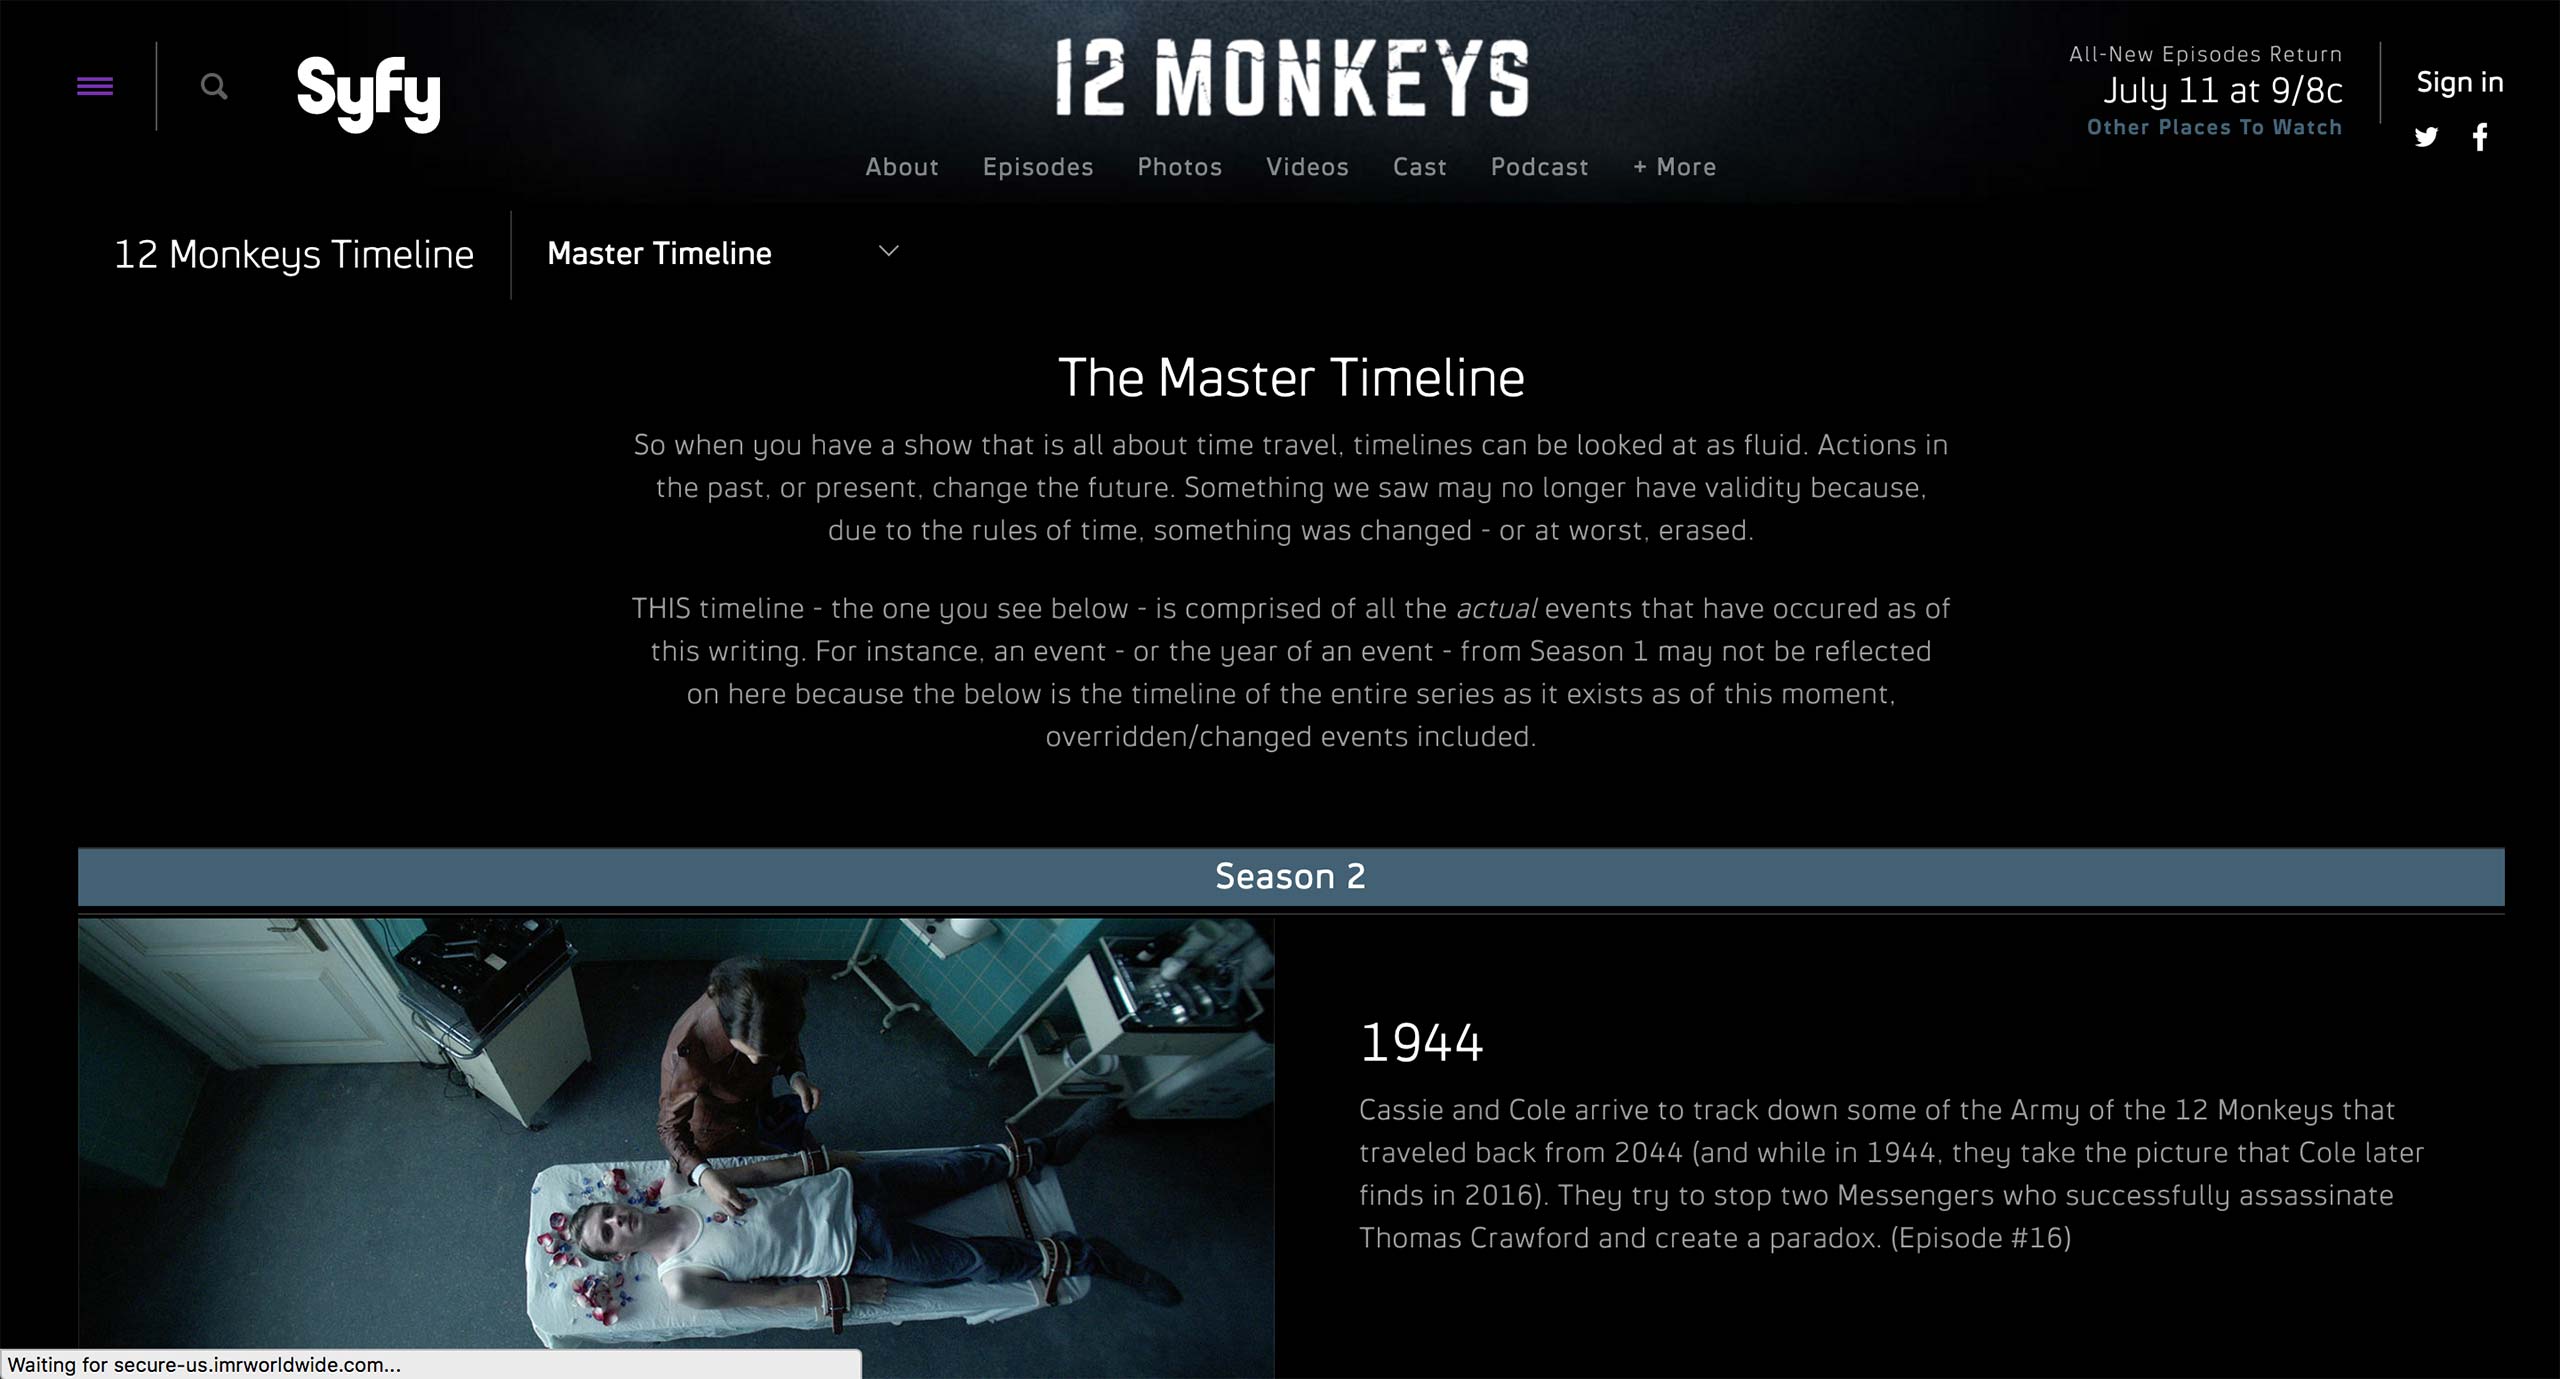 Syfy
12 MONKEYS
All-New Episodes Return
July 11 at 9/8c
Other Places To Watch
Sign in
About Episodes Photos Videos Cast Podcast + More
12 Monkeys Timeline
Master Timeline
The Master Timeline
So when you have a show that is all about time travel, timelines can be looked at as fluid. Actions in
the past, or present, change the future. Something we saw may no longer have validity because,
due to the rules of time, something was changed - or at worst, erased.
THIS timeline - the one you see below - is comprised of all the actual events that have occured as of
this writing. For instance, an event - or the year of an event - from Season 1 may not be reflected
on here because the below is the timeline of the entire series as it exists as of this moment,
overridden/changed events included.
Season 2
1944
Cassie and Cole arrive to track down some of the Army of the 12 Monkeys that
traveled back from 2044 (and while in 1944, they take the picture that Cole later
finds in 2016). They try to stop two Messengers who successfully assassinate
Thomas Crawford and create a paradox. (Episode #16)
Waiting for secure-us.imrworldwide.com...